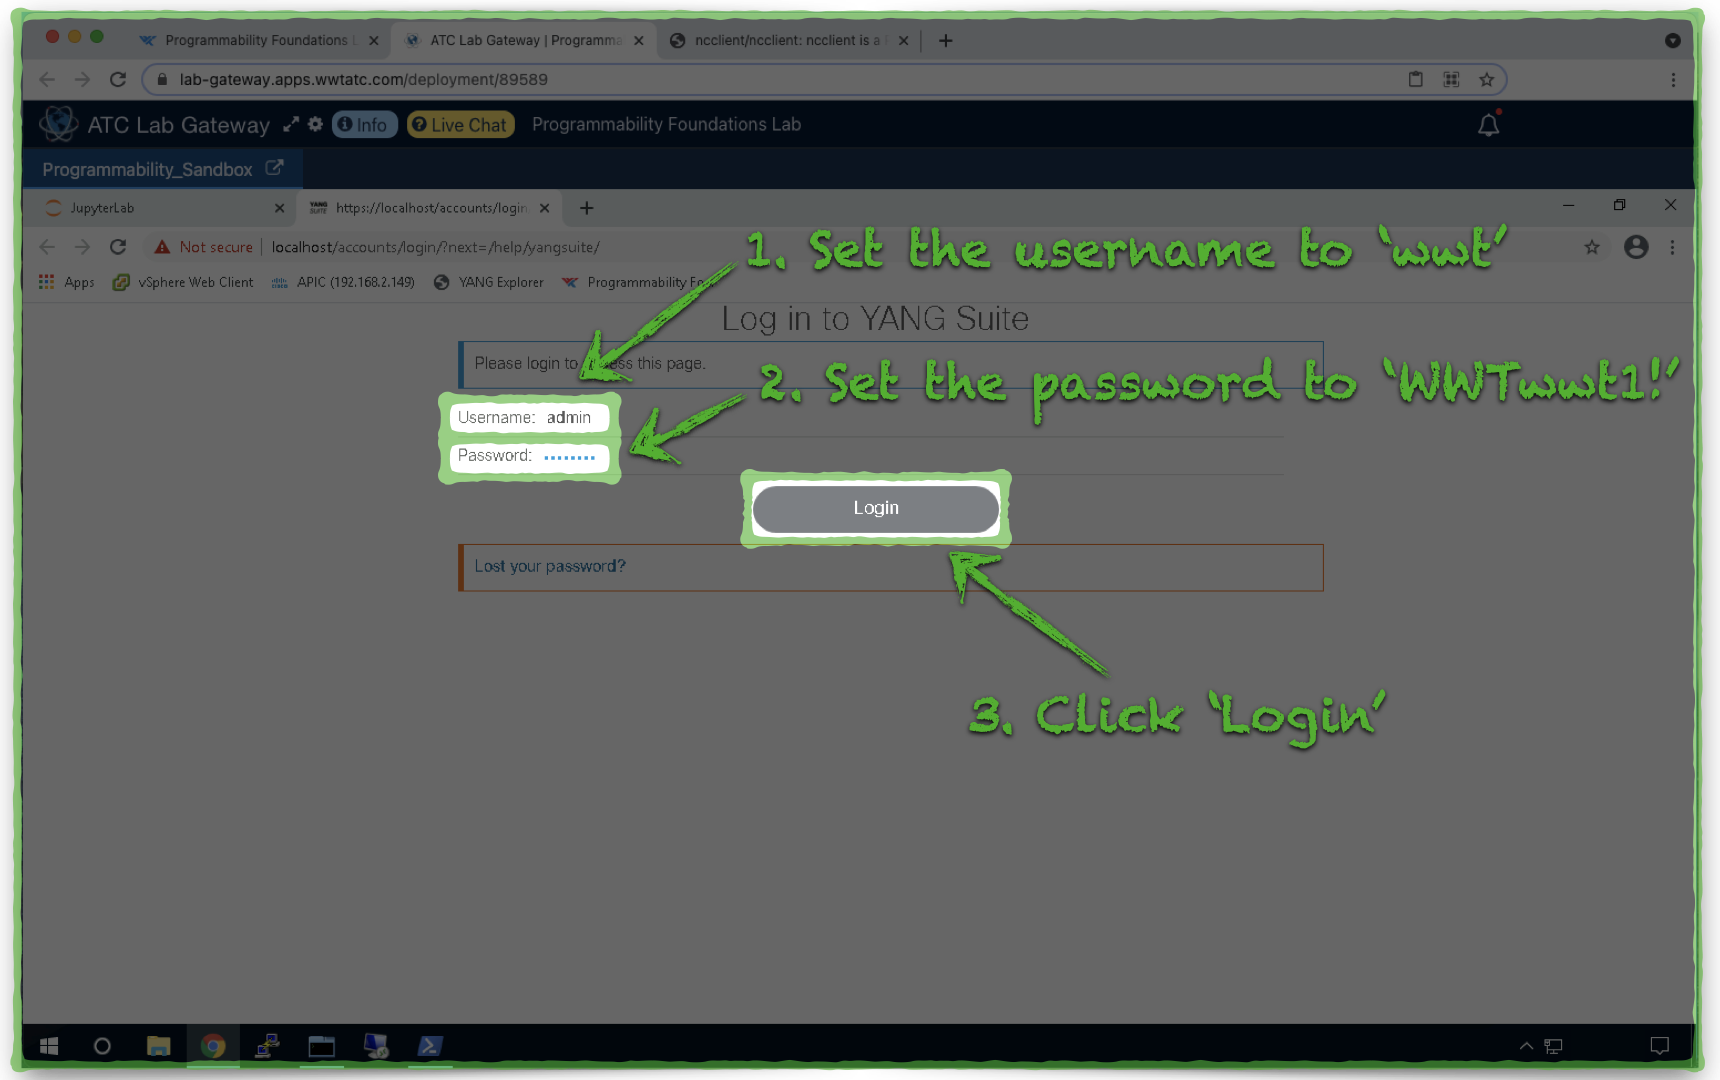 Programmability Foundations L
ATC Lab Gateway | Programma
ncclient/ncclient: ncclient is a
lab-gateway.apps.wwtatc.com/deployment/89589
ATC Lab Gateway
Info
Live Chat
Programmability Foundations Lab
Programmability_Sandbox
JupyterLab
YANG SUITE
https://localhost/accounts/login
Not secure
localhost/accounts/login/?next=/help/yangsuite/
1. Set the username to 'wwt'
Apps
vSphere Web Client
APIC (192.168.2.149)
YANG Explorer
Programmability Fo
Log in to YANG Suite
Please login to ess this page.
2. Set the password to 'WWTwwt1!'
Username: admin
Password: ••••••••
Login
Lost your password?
3. Click 'Login'